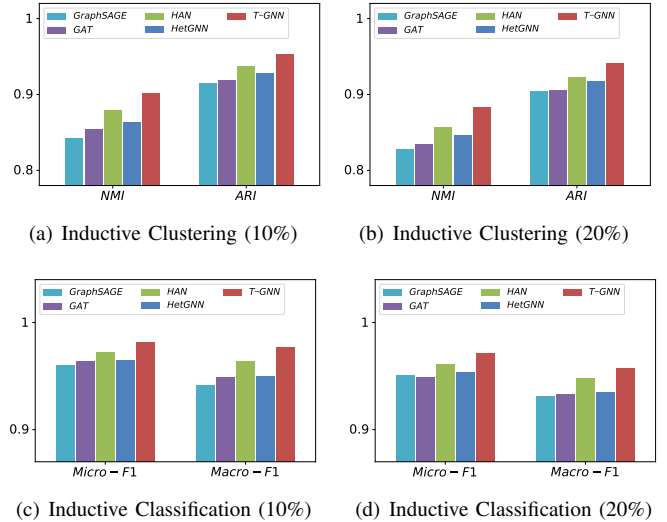 GraphSAGE HAN T-GNN
GAT HetGNN
1
0.9
0.8
NMI ARI
(a) Inductive Clustering (10%)
GraphSAGE HAN T-GNN
GAT HetGNN
1
0.9
0.8
NMI ARI
(b) Inductive Clustering (20%)
GraphSAGE HAN T-GNN
GAT HetGNN
1
0.9
Micro − F1 Macro − F1
(c) Inductive Classification (10%)
GraphSAGE HAN T-GNN
GAT HetGNN
1
0.9
Micro − F1 Macro − F1
(d) Inductive Classification (20%)